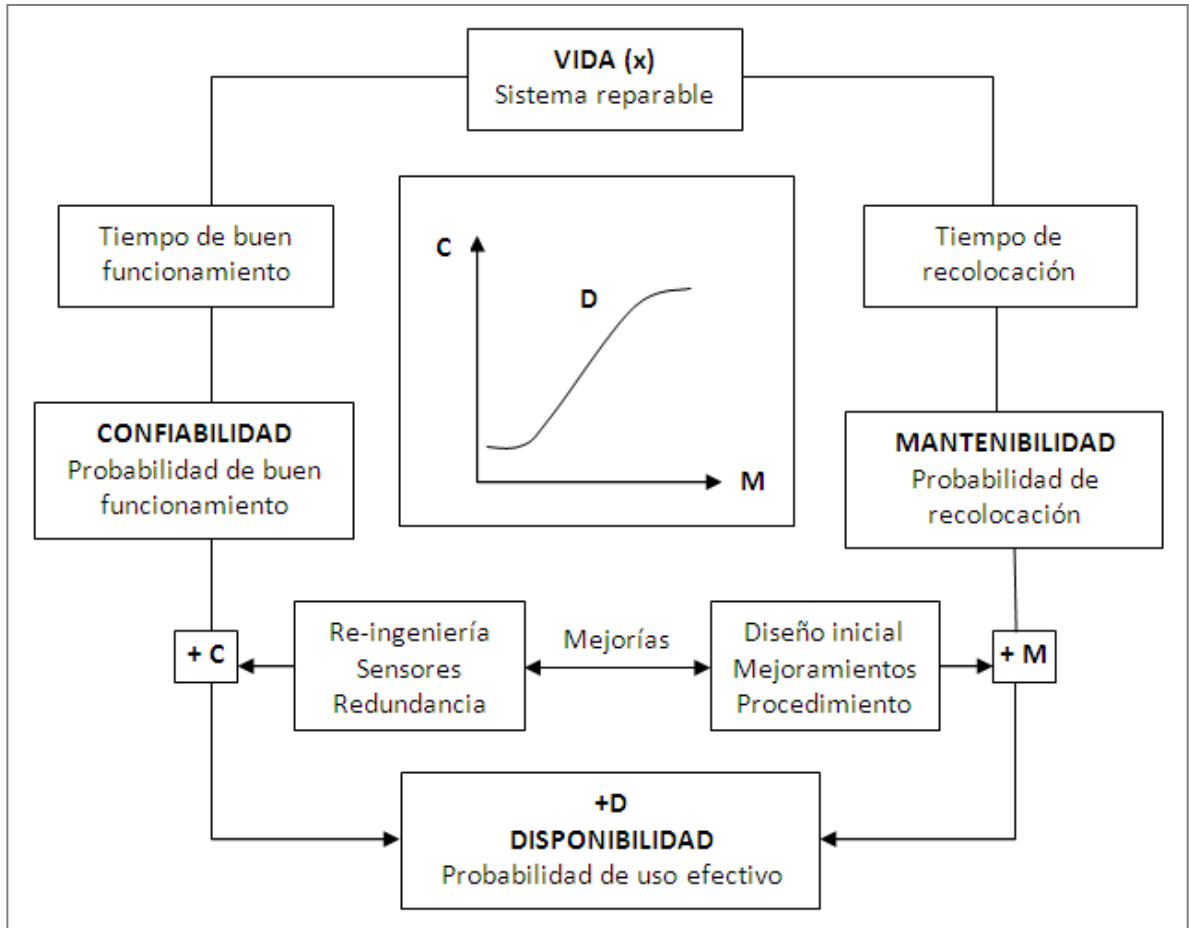 VIDA (x)
Sistema reparable
Tiempo de buen
funcionamiento
Tiempo de
recolocación
C
D
M
CONFIABILIDAD
Probabilidad de buen
funcionamiento
MANTENIBILIDAD
Probabilidad de
recolocación
+ C
Re-ingeniería
Sensores
Redundancia
Mejorías
Diseño inicial
Mejoramientos
Procedimiento
+ M
+D
DISPONIBILIDAD
Probabilidad de uso efectivo